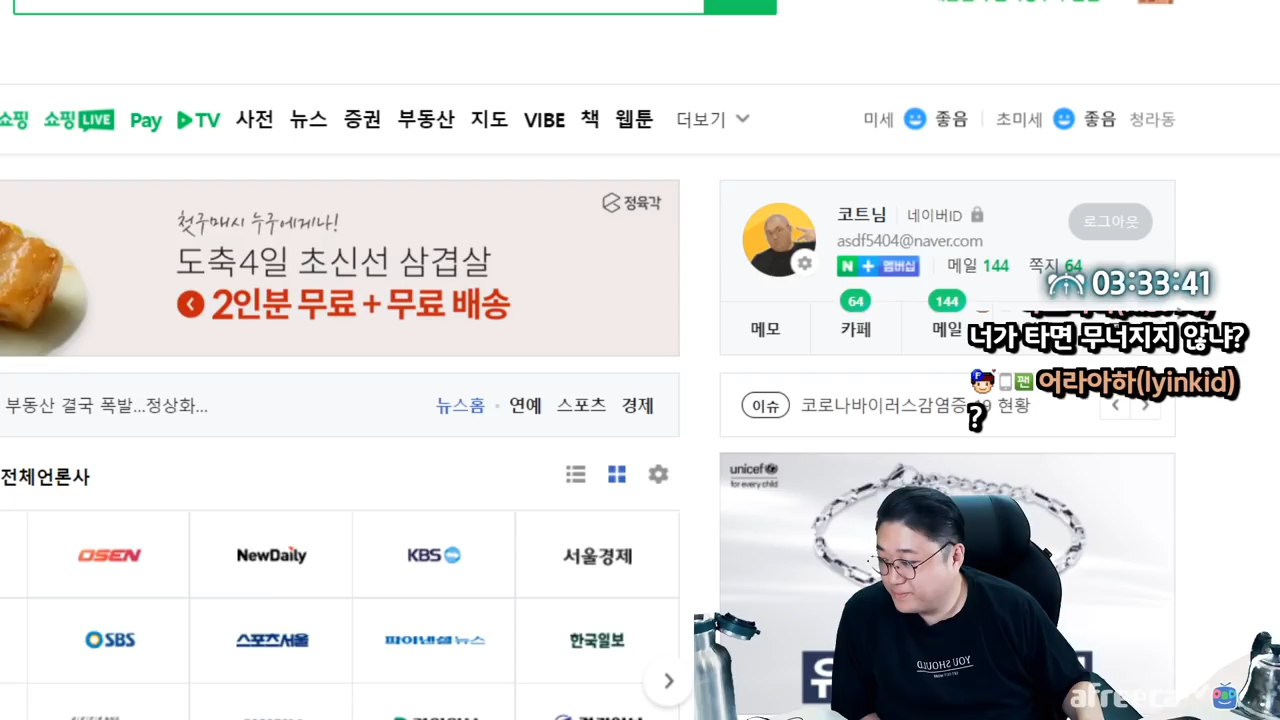 쇼핑 쇼핑LIVE Pay TV 사전 뉴스 증권 부동산 지도 VIBE 책 웹툰 더보기
미세 좋음 초미세 좋음 청라동
정육각
첫구매시 누구에게나!
도축4일 초신선 삼겹살
2인분 무료 + 무료 배송
코트님 네이버ID 로그아웃
asdf5404@naver.com
N + 멤버십 메일 144 쪽지 64
03:33:41
64 144
메모 카페 메일
너가 타면 무너지지 않냐?
F 팬 어라아하(lyinkid)
?
부동산 결국 폭발...정상화... 뉴스홈 연예 스포츠 경제
이슈 코로나바이러스감염증 현황
전체언론사
unicef
for every child
OSEN NewDaily KBS 서울경제
SBS 스포츠서울 파이낸셜뉴스 한국일보
YOU SHOULD
afreeca